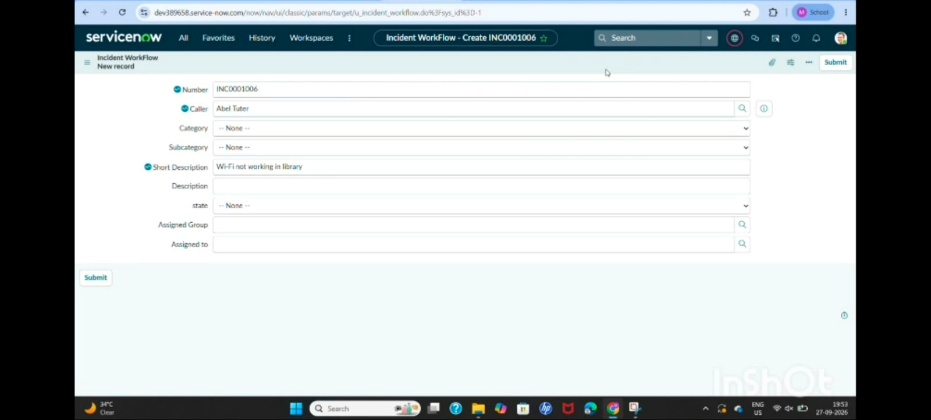 dev389658.service-now.com/now/nav/ui/classic/params/target/u_incident_workflow.do%3Fsys_id%3D-1
School
servicenow
All
Favorites
History
Workspaces
Incident WorkFlow - Create INC0001006
Search
Incident WorkFlow
New record
Submit
Number
INC0001006
Caller
Abel Tuter
Category
-- None --
Subcategory
-- None --
Short Description
Wi-Fi not working in library
Description
state
-- None --
Assigned Group
Assigned to
Submit
InShOt
34°C
Clear
Search
ENG
US
19:53
27-09-2026